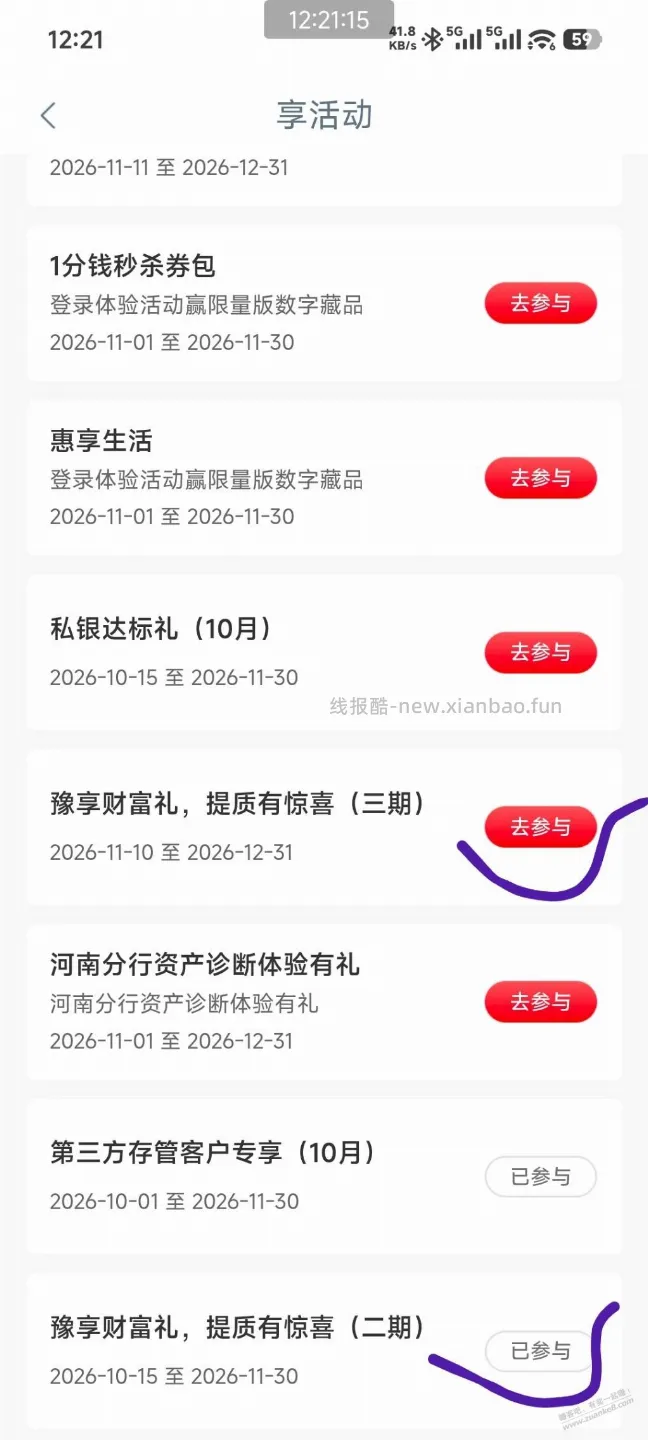 12:21
12:21:15
41.8
KB/s
5G
5G
59
享活动
2026-11-11 至 2026-12-31
1分钱秒杀券包
登录体验活动赢限量版数字藏品
2026-11-01 至 2026-11-30
去参与
惠享生活
登录体验活动赢限量版数字藏品
2026-11-01 至 2026-11-30
去参与
私银达标礼（10月）
2026-10-15 至 2026-11-30
去参与
线报酷-new.xianbao.fun
豫享财富礼，提质有惊喜（三期）
2026-11-10 至 2026-12-31
去参与
河南分行资产诊断体验有礼
河南分行资产诊断体验有礼
2026-11-01 至 2026-12-31
去参与
第三方存管客户专享（10月）
2026-10-01 至 2026-11-30
已参与
豫享财富礼，提质有惊喜（二期）
2026-10-15 至 2026-11-30
已参与
www.zuanke8.com